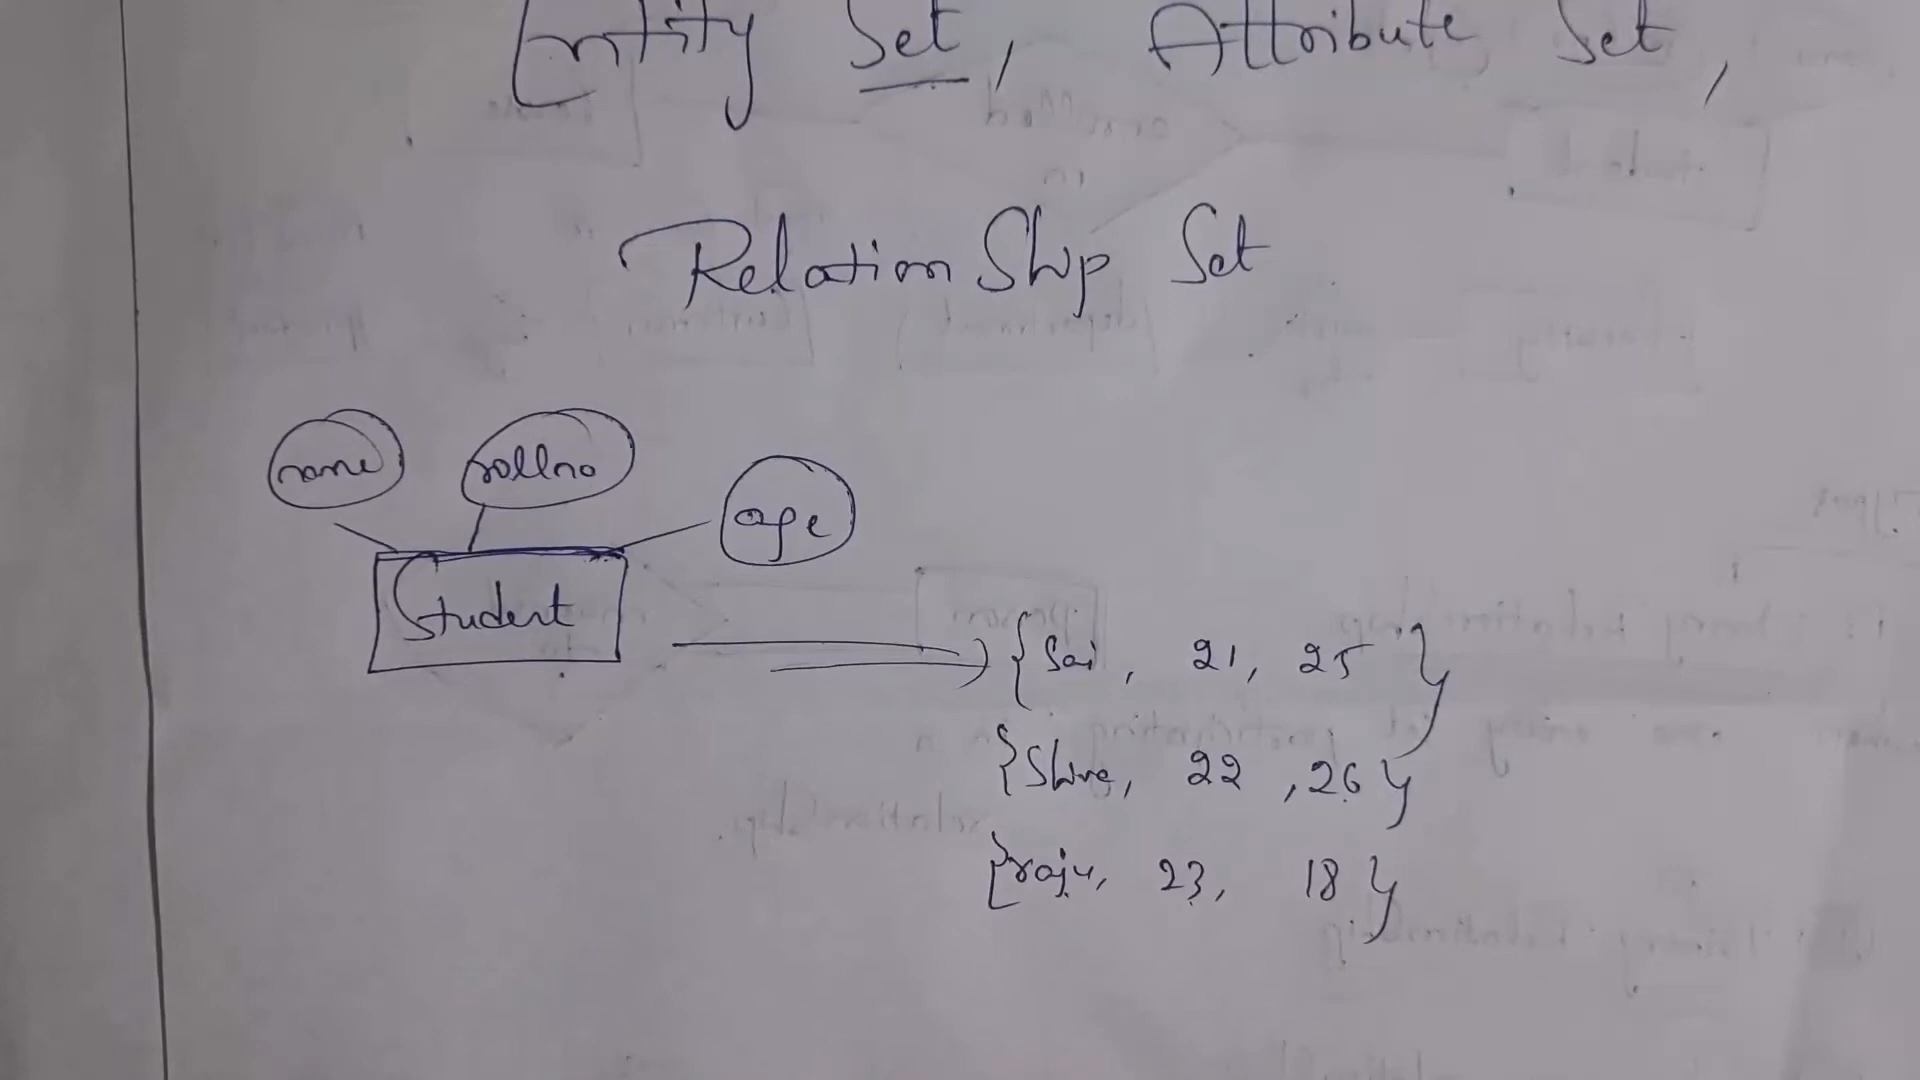 Entity Set, Attribute Set,
RelationShip Set
name rollno
age
Student
{Sai, 21, 25}
{Shiva, 22, 26}
{raju, 23, 18}